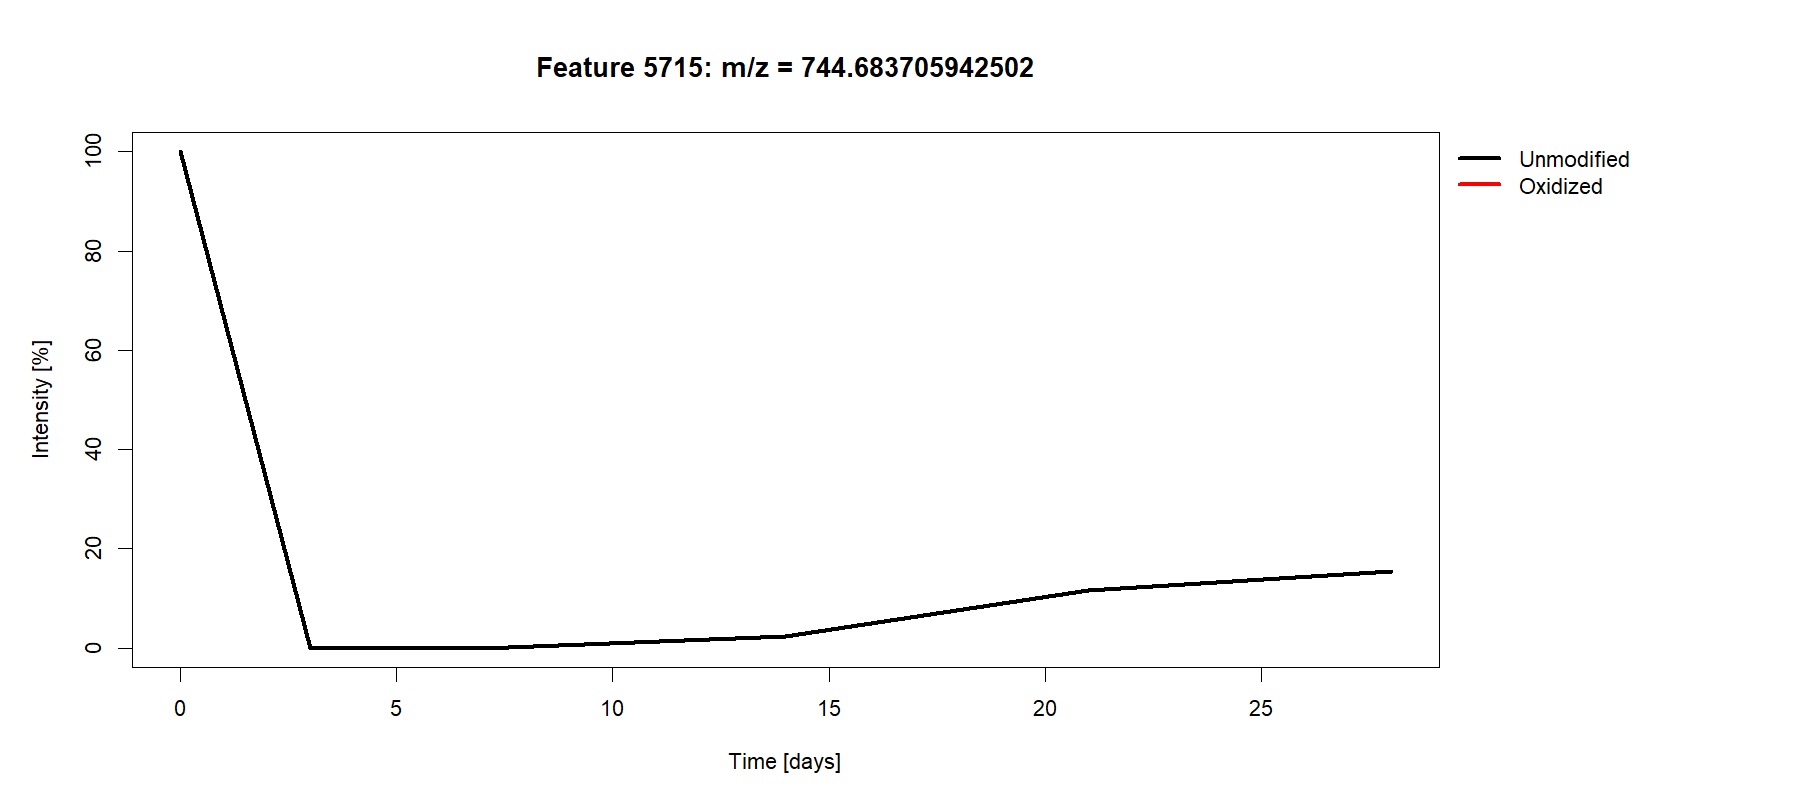 Feature 5715: m/z = 744.683705942502
Unmodified
Oxidized
Intensity [%]
100
80
60
40
20
0
0 5 10 15 20 25
Time [days]